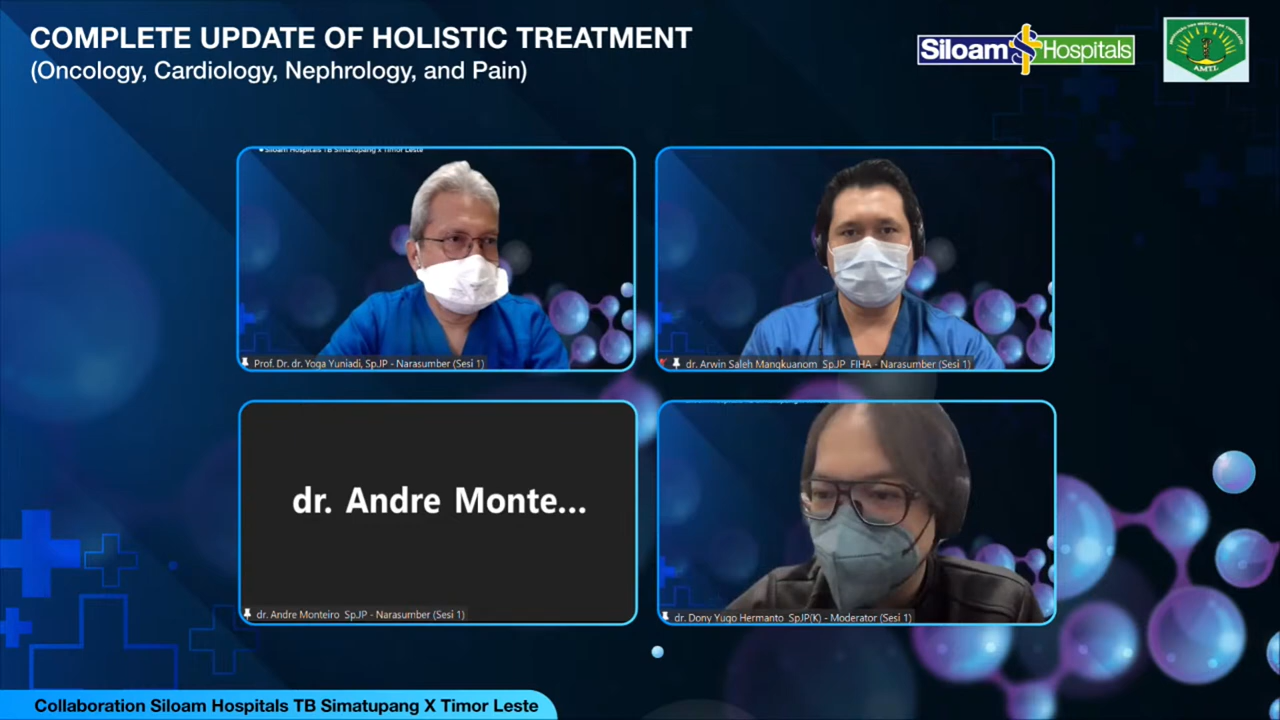 COMPLETE UPDATE OF HOLISTIC TREATMENT
(Oncology, Cardiology, Nephrology, and Pain)
Siloam Hospitals
AMTL
Siloam Hospitals TB Simatupang X Timor Leste
Prof. Dr. dr. Yoga Yuniadi, SpJP - Narasumber (Sesi 1)
dr. Arwin Saleh Mangkuanom SpJP FIHA - Narasumber (Sesi 1)
dr. Andre Monte...
dr. Andre Monteiro SpJP - Narasumber (Sesi 1)
dr. Dony Yugo Hermanto SpJP(K) - Moderator (Sesi 1)
Collaboration Siloam Hospitals TB Simatupang X Timor Leste